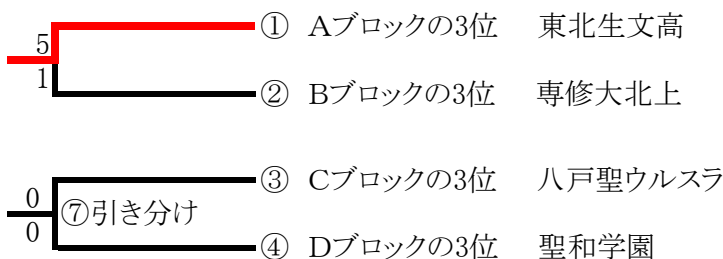 ① Aブロックの3位 東北生文高
5
1
② Bブロックの3位 専修大北上
③ Cブロックの3位 八戸聖ウルスラ
0
⑦引き分け
0
④ Dブロックの3位 聖和学園